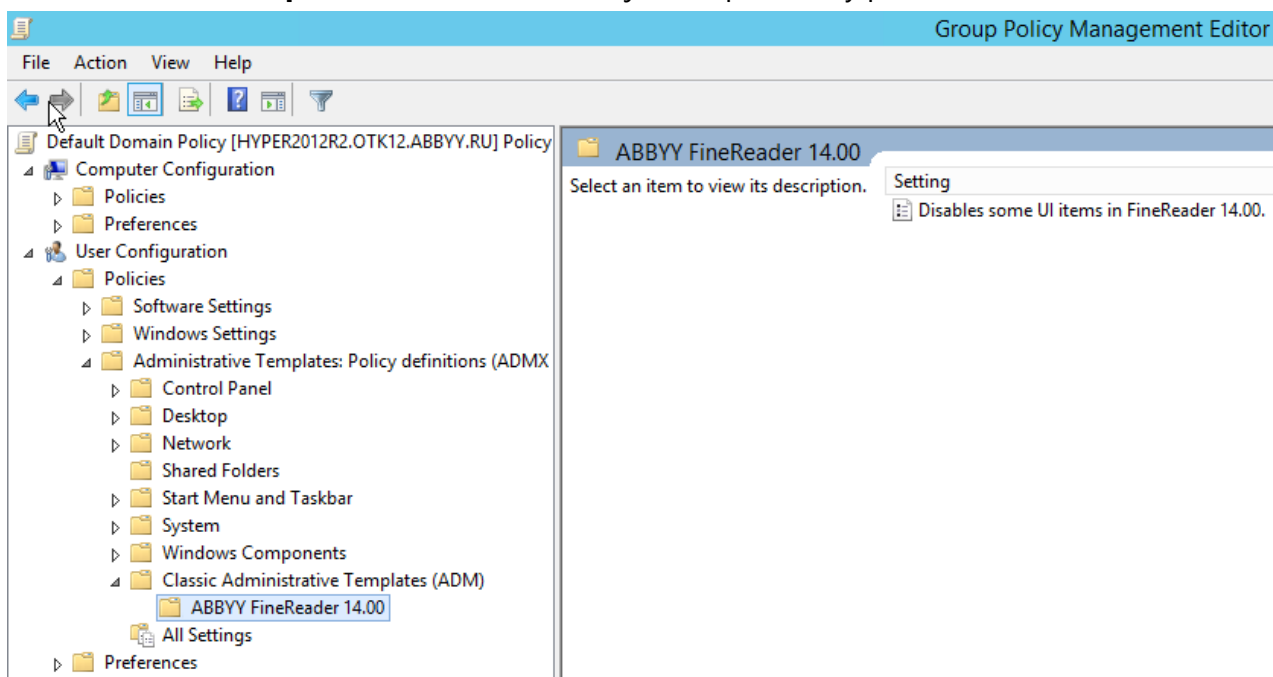 Group Policy Management Editor
File Action View Help
Default Domain Policy [HYPER2012R2.OTK12.ABBYY.RU] Policy
Computer Configuration
Policies
Preferences
User Configuration
Policies
Software Settings
Windows Settings
Administrative Templates: Policy definitions (ADMX
Control Panel
Desktop
Network
Shared Folders
Start Menu and Taskbar
System
Windows Components
Classic Administrative Templates (ADM)
ABBYY FineReader 14.00
All Settings
Preferences
ABBYY FineReader 14.00
Select an item to view its description.
Setting
Disables some UI items in FineReader 14.00.